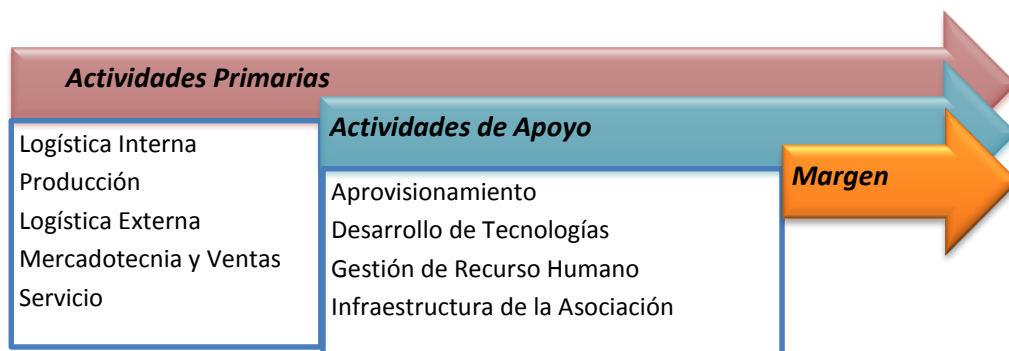 Actividades Primarias
Logística Interna
Producción
Logística Externa
Mercadotecnia y Ventas
Servicio
Actividades de Apoyo
Aprovisionamiento
Desarrollo de Tecnologías
Gestión de Recurso Humano
Infraestructura de la Asociación
Margen